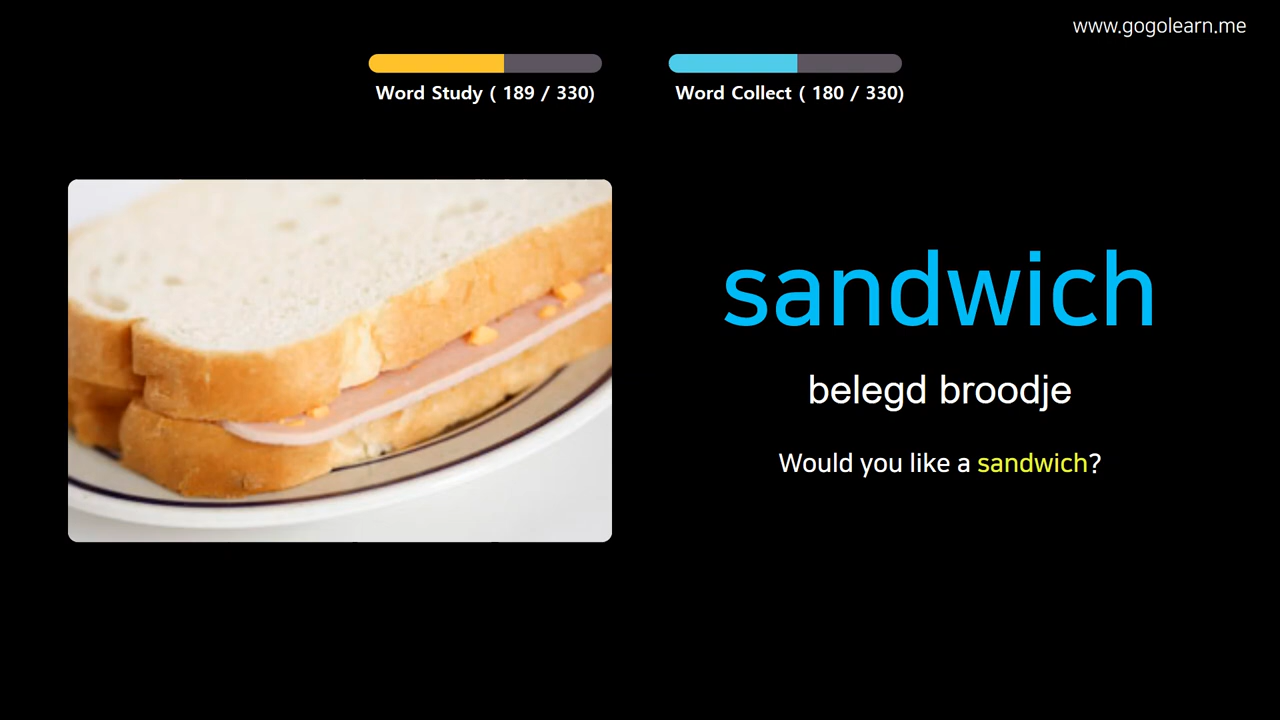 www.gogolearn.me
Word Study ( 189 / 330)
Word Collect ( 180 / 330)
sandwich
belegd broodje
Would you like a sandwich?